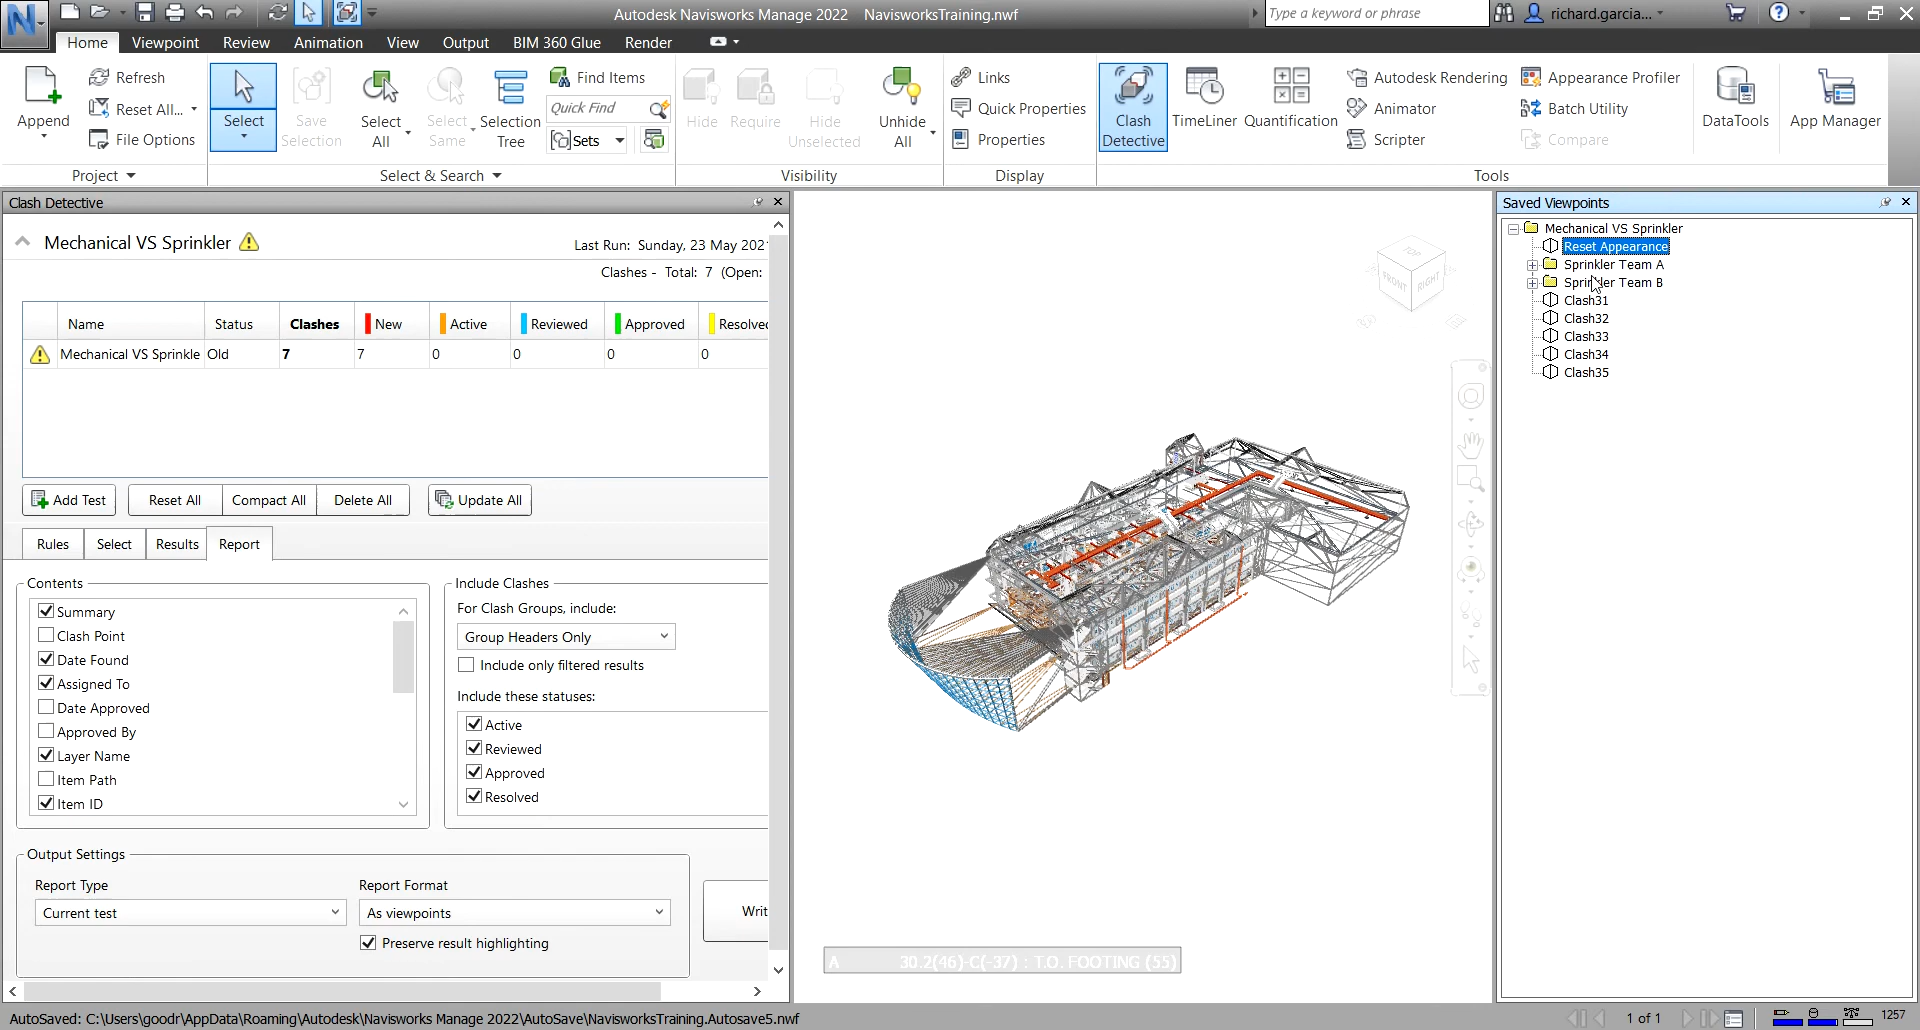 Autodesk Navisworks Manage 2022 NavisworksTraining.nwf
Type a keyword or phrase
richard.garcia...
Home Viewpoint Review Animation View Output BIM 360 Glue Render
Append
Refresh
Reset All...
File Options
Project
Select
Save Selection
Select All
Select Same
Selection Tree
Find Items
Quick Find
Sets
Select & Search
Hide
Require
Hide Unselected
Unhide All
Visibility
Links
Quick Properties
Properties
Display
Clash Detective
TimeLiner
Quantification
Autodesk Rendering
Animator
Scripter
Appearance Profiler
Batch Utility
Compare
Tools
DataTools
App Manager
Clash Detective
Mechanical VS Sprinkler
Last Run: Sunday, 23 May 202
Clashes - Total: 7 (Open:
Name Status Clashes New Active Reviewed Approved Resolved
Mechanical VS Sprinkle Old 7 7 0 0 0 0
Add Test Reset All Compact All Delete All Update All
Rules Select Results Report
Contents
Summary
Clash Point
Date Found
Assigned To
Date Approved
Approved By
Layer Name
Item Path
Item ID
Include Clashes
For Clash Groups, include:
Group Headers Only
Include only filtered results
Include these statuses:
Active
Reviewed
Approved
Resolved
Output Settings
Report Type
Current test
Report Format
As viewpoints
Preserve result highlighting
Writ
TOP
FRONT
RIGHT
A 30.2(46)-C(-37) : T.O. FOOTING (55)
Saved Viewpoints
Mechanical VS Sprinkler
Reset Appearance
Sprinkler Team A
Sprinkler Team B
Clash31
Clash32
Clash33
Clash34
Clash35
AutoSaved: C:\Users\goodr\AppData\Roaming\Autodesk\Navisworks Manage 2022\AutoSave\NavisworksTraining.Autosave5.nwf
1 of 1
1257